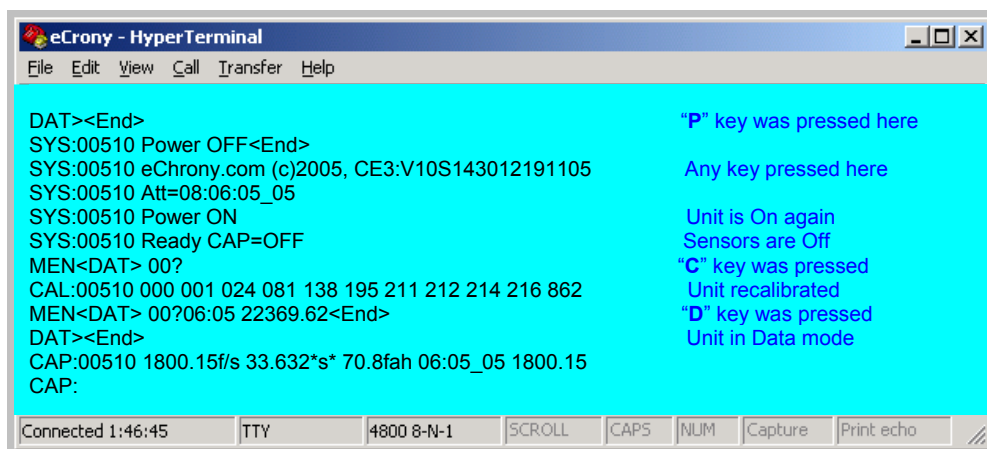 eCrony - HyperTerminal
File Edit View Call Transfer Help
DAT><End> “P” key was pressed here
SYS:00510 Power OFF<End>
SYS:00510 eChrony.com (c)2005, CE3:V10S143012191105 Any key pressed here
SYS:00510 Att=08:06:05_05
SYS:00510 Power ON Unit is On again
SYS:00510 Ready CAP=OFF Sensors are Off
MEN<DAT> 00? “C” key was pressed
CAL:00510 000 001 024 081 138 195 211 212 214 216 862 Unit recalibrated
MEN<DAT> 00?06:05 22369.62<End> “D” key was pressed
DAT><End> Unit in Data mode
CAP:00510 1800.15f/s 33.632*s* 70.8fah 06:05_05 1800.15
CAP:
Connected 1:46:45 TTY 4800 8-N-1 SCROLL CAPS NUM Capture Print echo